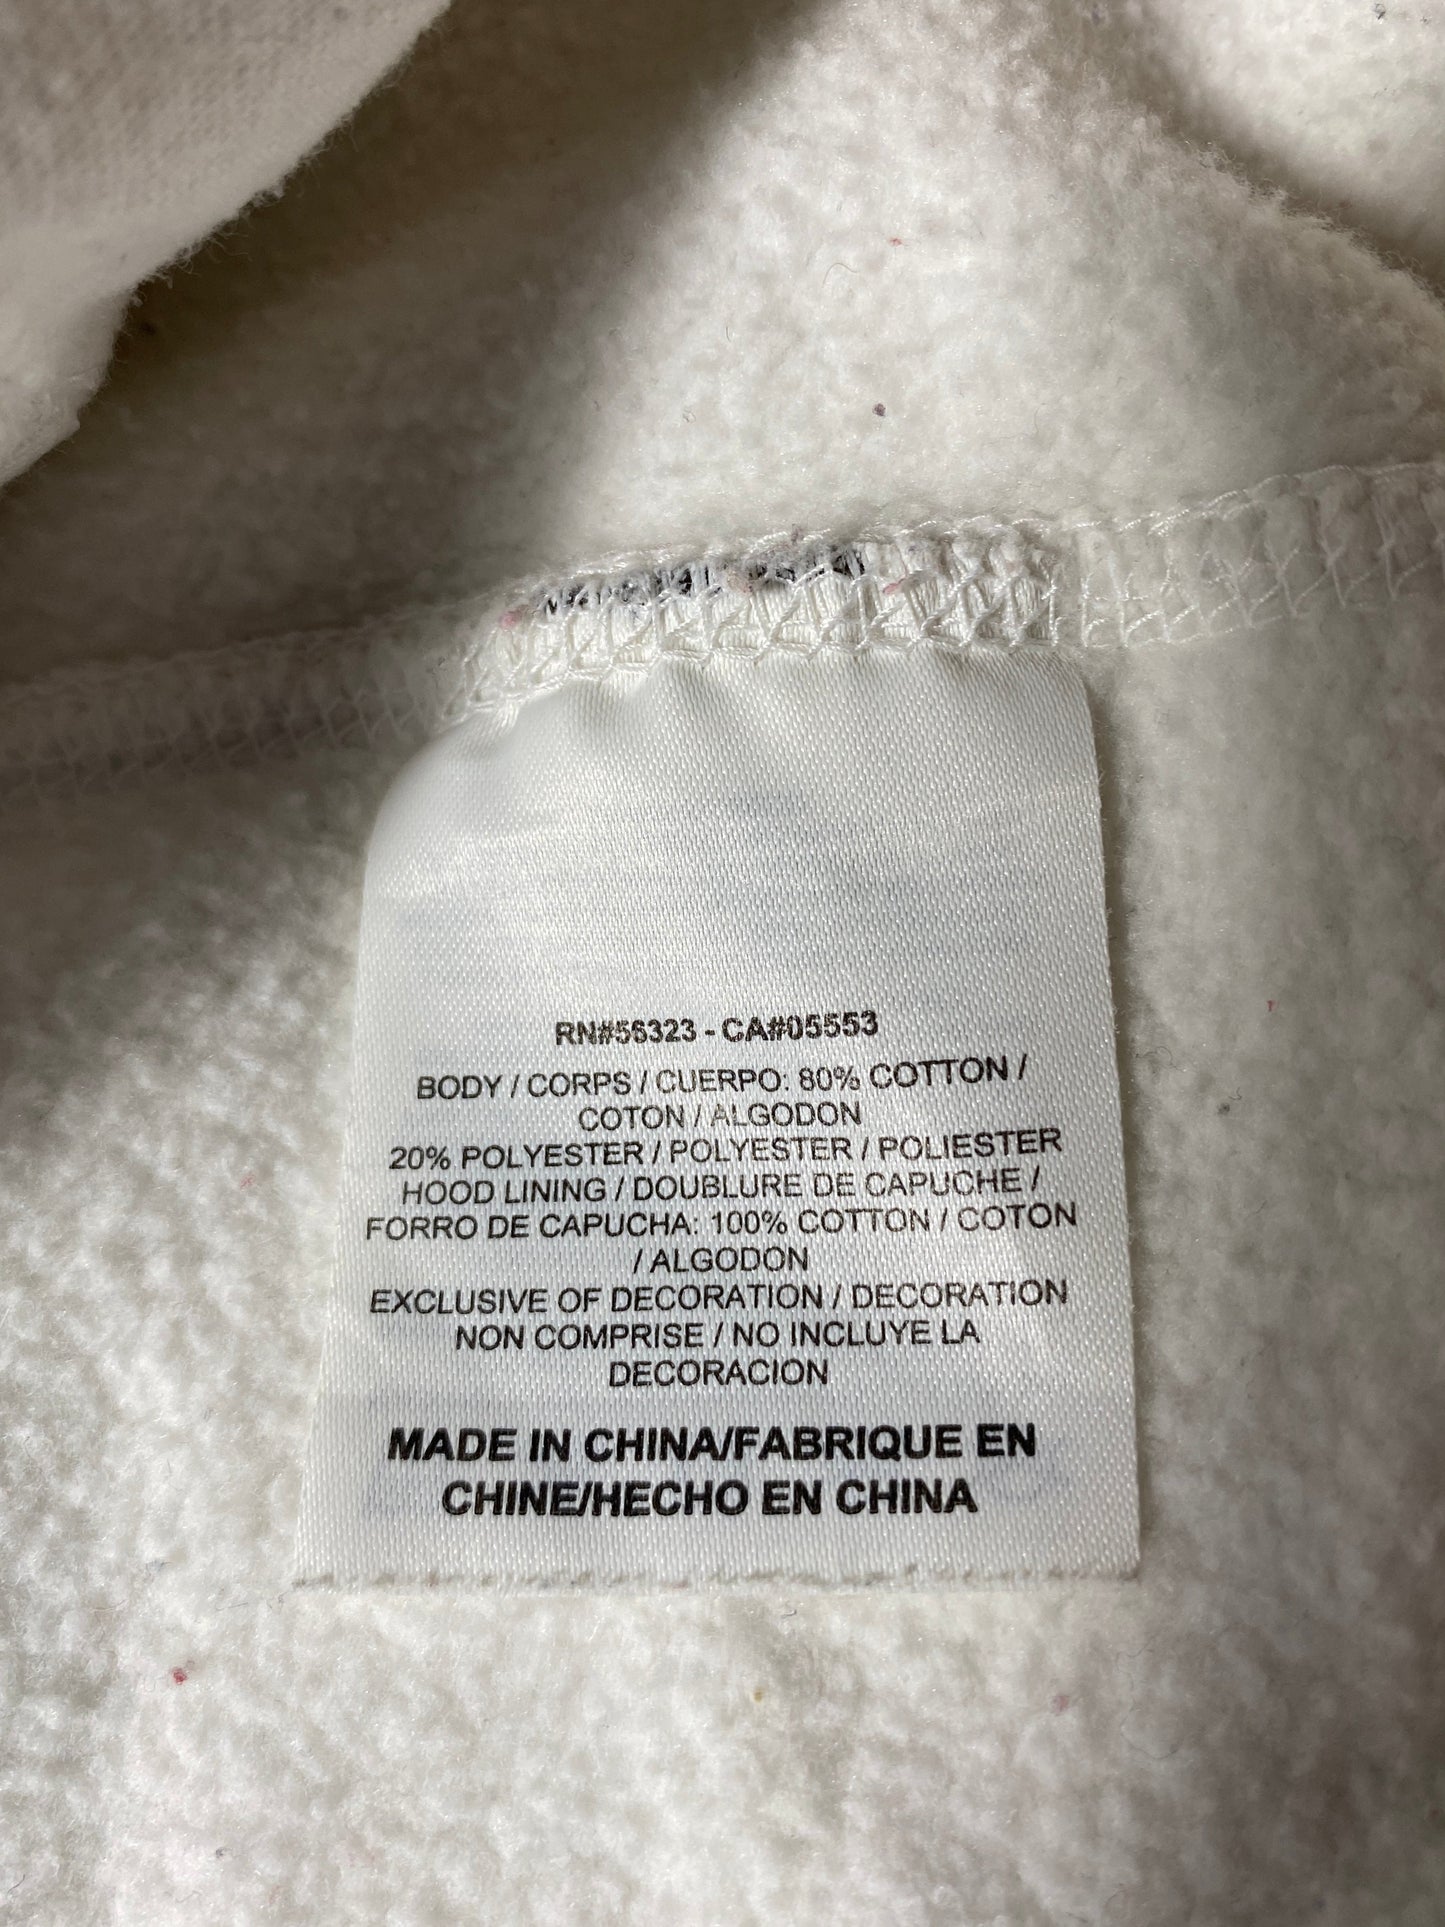 RN#56323 - CA#05553
BODY / CORPS / CUERPO: 80% COTTON /
COTON / ALGODON
20% POLYESTER / POLYESTER / POLIESTER
HOOD LINING / DOUBLURE DE CAPUCHE /
FORRO DE CAPUCHA: 100% COTTON / COTON
/ ALGODON
EXCLUSIVE OF DECORATION / DECORATION
NON COMPRISE / NO INCLUYE LA
DECORACION
MADE IN CHINA/FABRIQUE EN
CHINE/HECHO EN CHINA